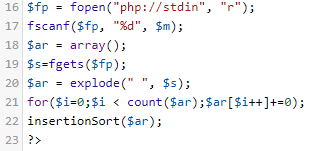 16 $fp = fopen("php://stdin", "r");
17 fscanf($fp, "%d", $m);
18 $ar = array();
19 $s=fgets($fp);
20 $ar = explode(" ", $s);
21 for($i=0;$i < count($ar);$ar[$i++]+=0);
22 insertionSort($ar);
23 ?>